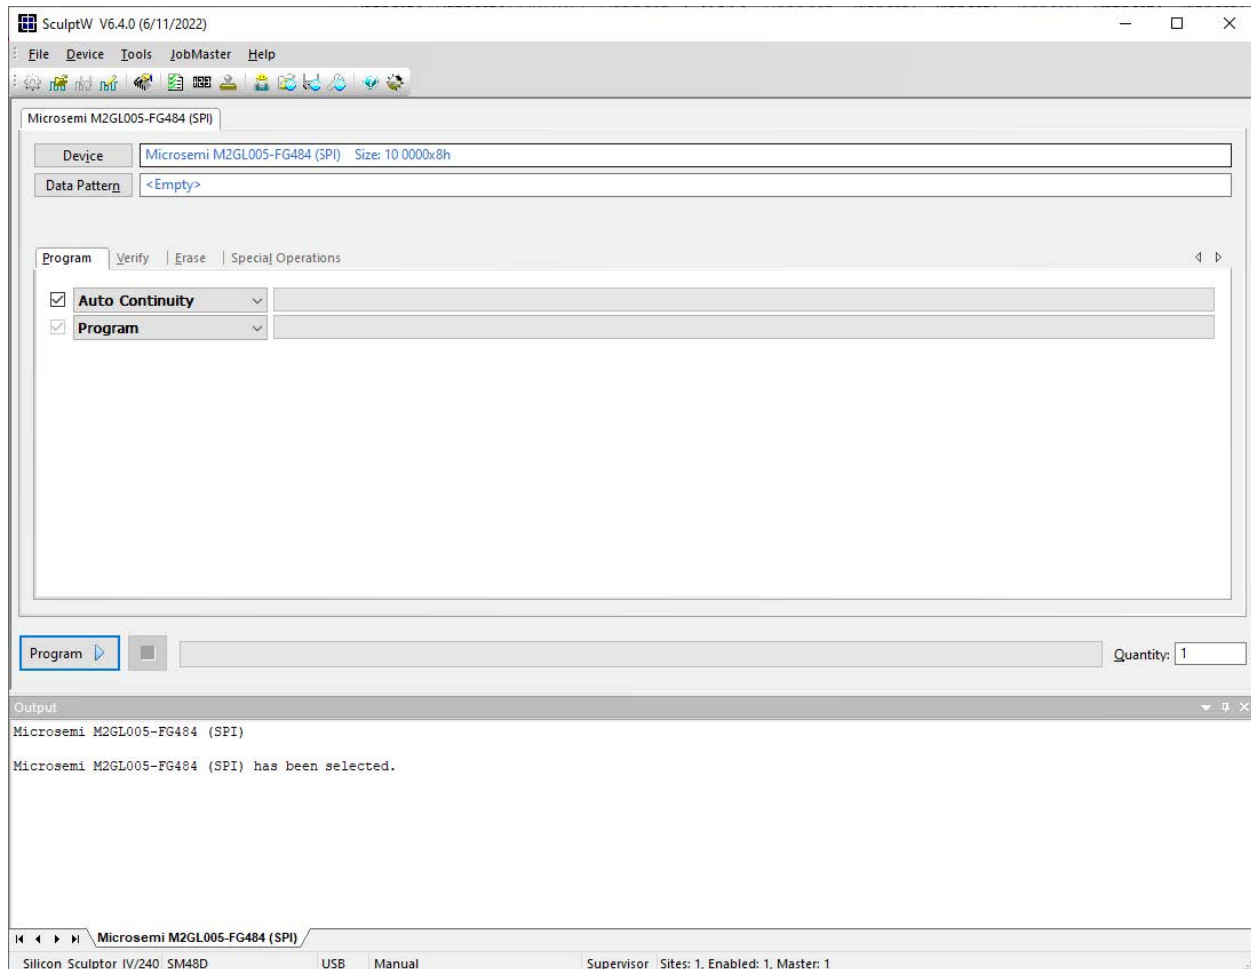 SculptW V6.4.0 (6/11/2022)
File Device Tools JobMaster Help
Microsemi M2GL005-FG484 (SPI)
Device Microsemi M2GL005-FG484 (SPI) Size: 10 0000x8h
Data Pattern <Empty>
Program Verify Erase Special Operations
Auto Continuity
Program
Program Quantity: 1
Output
Microsemi M2GL005-FG484 (SPI)
Microsemi M2GL005-FG484 (SPI) has been selected.
Microsemi M2GL005-FG484 (SPI)
Silicon Sculptor IV/240 SM48D USB Manual Supervisor Sites: 1, Enabled: 1, Master: 1